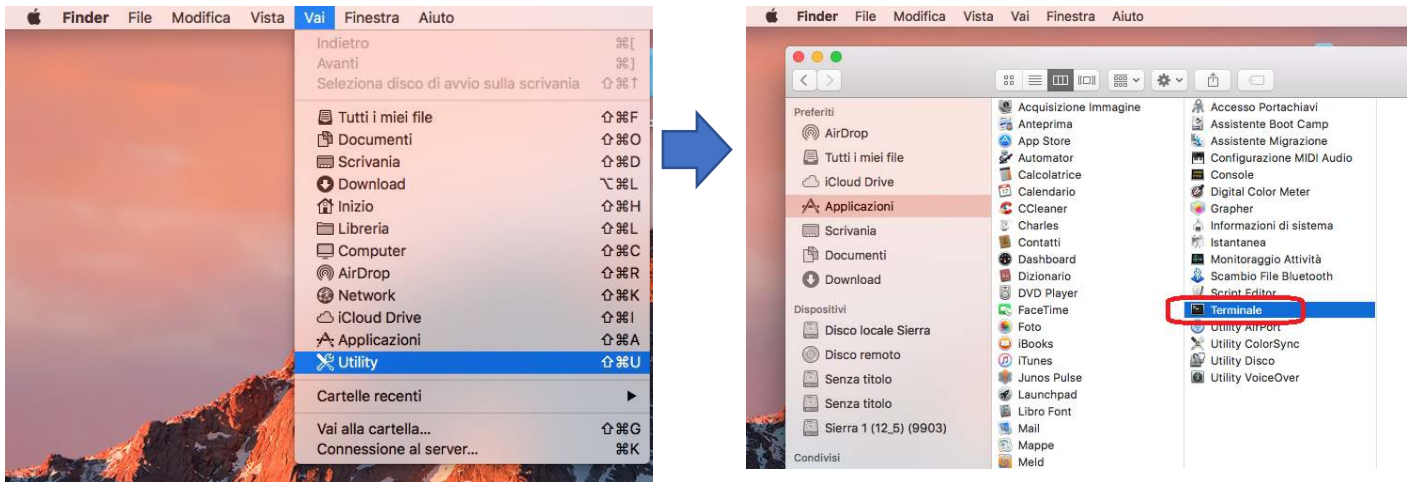 Finder File Modifica Vista Vai Finestra Aiuto
Indietro ⌘[
Avanti ⌘]
Seleziona disco di avvio sulla scrivania ⇧⌘↑
Tutti i miei file ⇧⌘F
Documenti ⇧⌘O
Scrivania ⇧⌘D
Download ⌥⌘L
Inizio ⇧⌘H
Libreria ⇧⌘L
Computer ⇧⌘C
AirDrop ⇧⌘R
Network ⇧⌘K
iCloud Drive ⇧⌘I
Applicazioni ⇧⌘A
Utility ⇧⌘U
Cartelle recenti
Vai alla cartella... ⇧⌘G
Connessione al server... ⌘K
Finder File Modifica Vista Vai Finestra Aiuto
Preferiti
AirDrop
Tutti i miei file
iCloud Drive
Applicazioni
Scrivania
Documenti
Download
Dispositivi
Disco locale Sierra
Disco remoto
Senza titolo
Senza titolo
Sierra 1 (12_5) (9903)
Condivisi
Acquisizione Immagine
Anteprima
App Store
Automator
Calcolatrice
Calendario
CCleaner
Charles
Contatti
Dashboard
Dizionario
DVD Player
FaceTime
Foto
iBooks
iTunes
Junos Pulse
Launchpad
Libro Font
Mail
Mappe
Meld
Accesso Portachiavi
Assistente Boot Camp
Assistente Migrazione
Configurazione MIDI Audio
Console
Digital Color Meter
Grapher
Informazioni di sistema
Istantanea
Monitoraggio Attività
Scambio File Bluetooth
Script Editor
Terminale
Utility AirPort
Utility ColorSync
Utility Disco
Utility VoiceOver